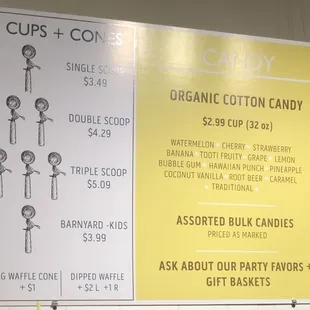 CUPS + CONES
SINGLE SCOOP
$3.49
DOUBLE SCOOP
$4.29
TRIPLE SCOOP
$5.09
BARNYARD -KIDS
$3.99
G WAFFLE CONE
+ $1
DIPPED WAFFLE
+ $2 L +1 R
CANDY
ORGANIC COTTON CANDY
$2.99 CUP (32 oz)
WATERMELON CHERRY STRAWBERRY
BANANA TOOTI FRUITY GRAPE LEMON
BUBBLE GUM HAWAIIAN PUNCH PINEAPPLE
COCONUT VANILLA ROOT BEER CARAMEL
TRADITIONAL
ASSORTED BULK CANDIES
PRICED AS MARKED
ASK ABOUT OUR PARTY FAVORS +
GIFT BASKETS